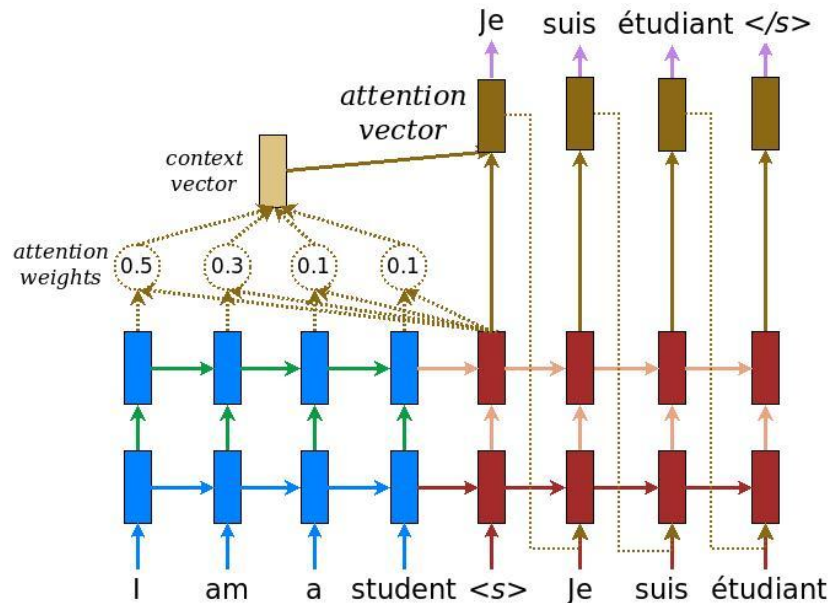 Je suis étudiant </s>
attention
vector
context
vector
attention
weights
0.5 0.3 0.1 0.1
I am a student <s> Je suis étudiant